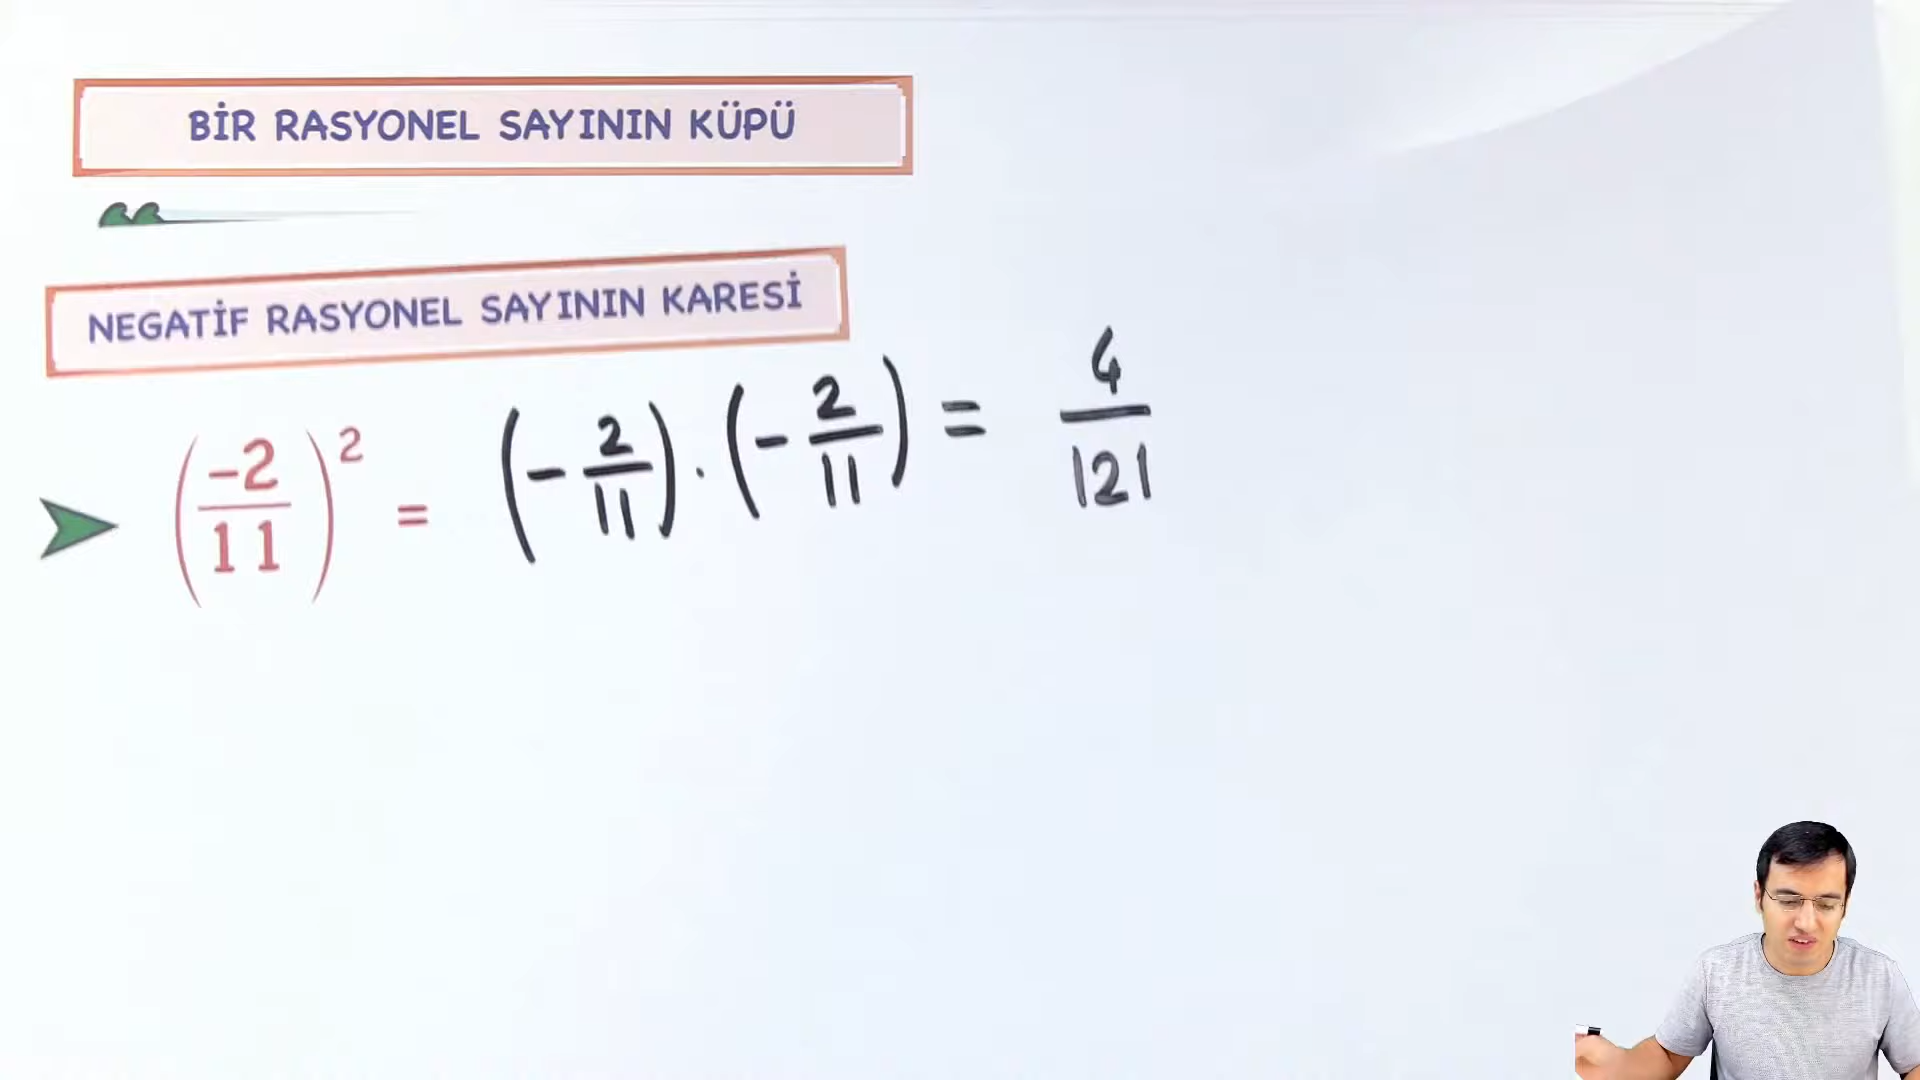 BİR RASYONEL SAYININ KÜPÜ
NEGATİF RASYONEL SAYININ KARESİ
(-2/11)² = (-2/11)·(-2/11) = 4/121